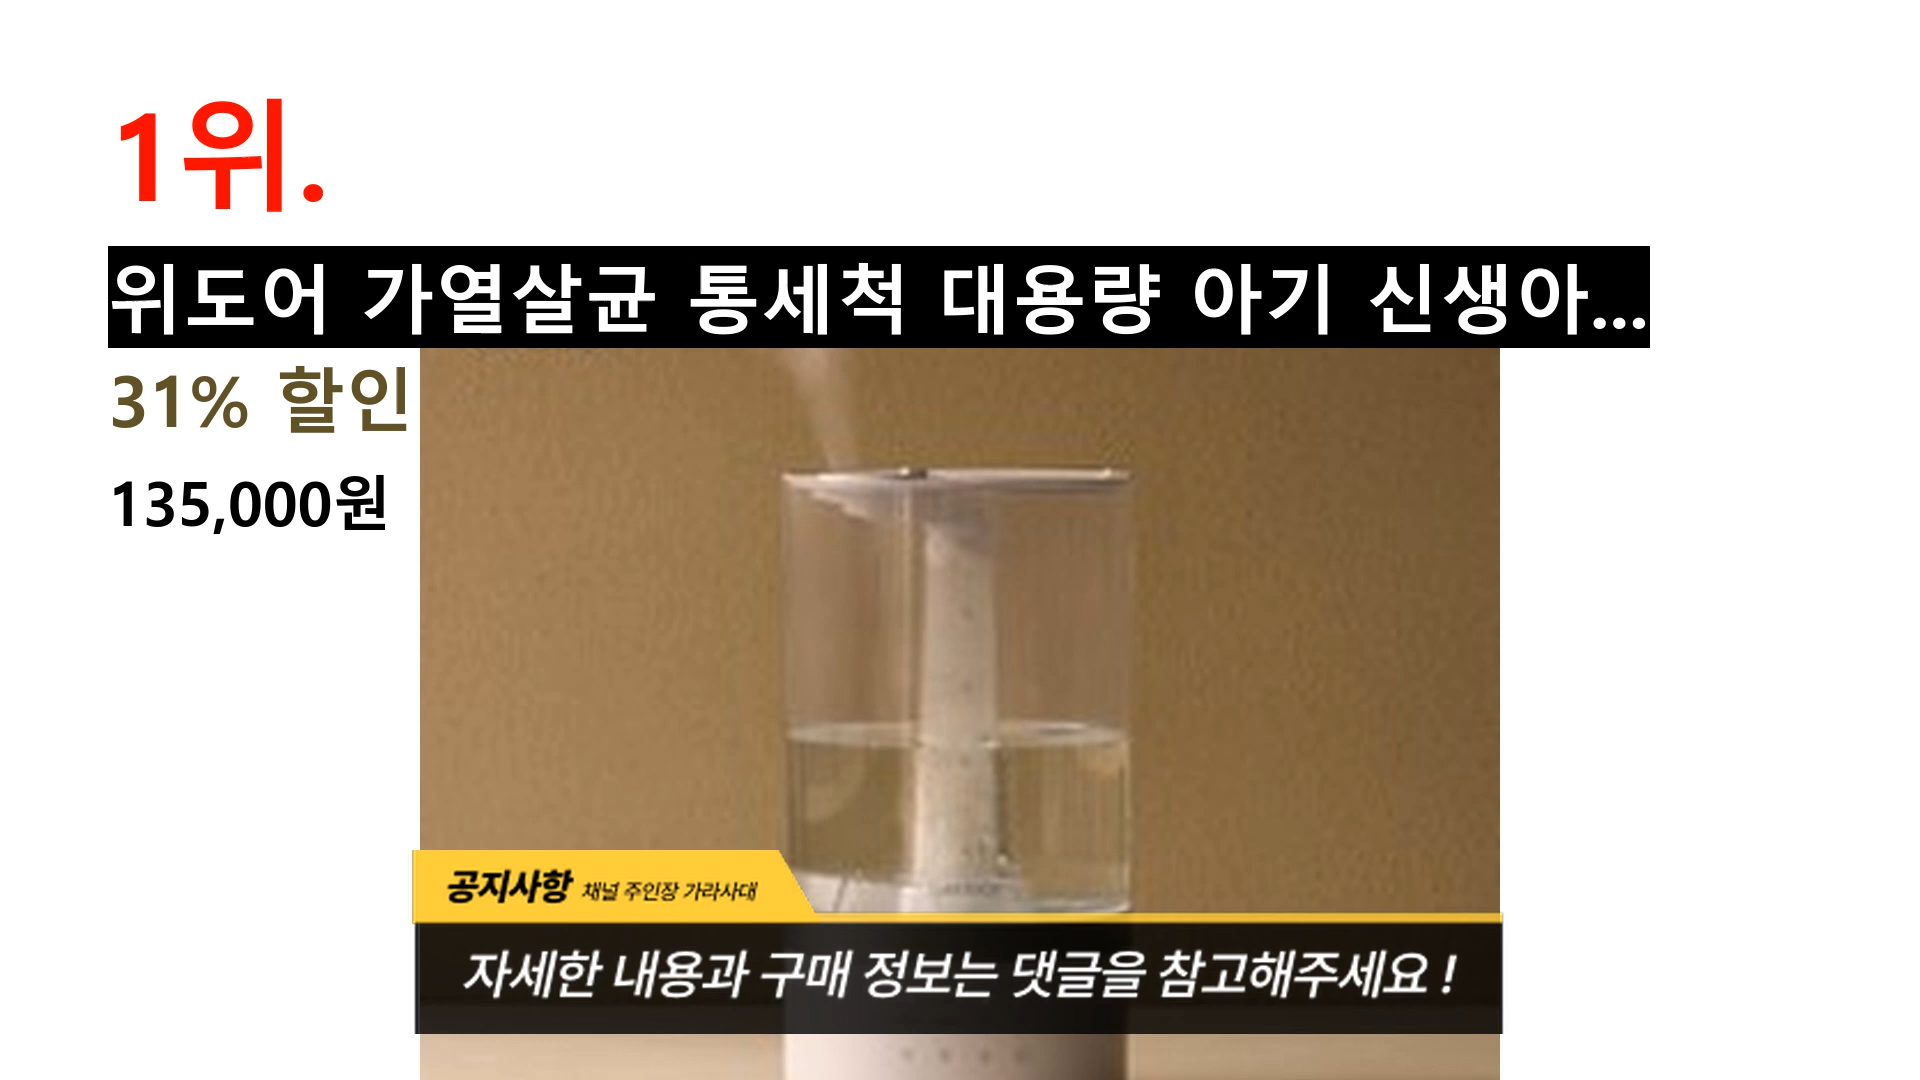 1위.
위도어 가열살균 통세척 대용량 아기 신생아...
31% 할인
135,000원
공지사항 채널 주인장 가라사대
자세한 내용과 구매 정보는 댓글을 참고해주세요 !